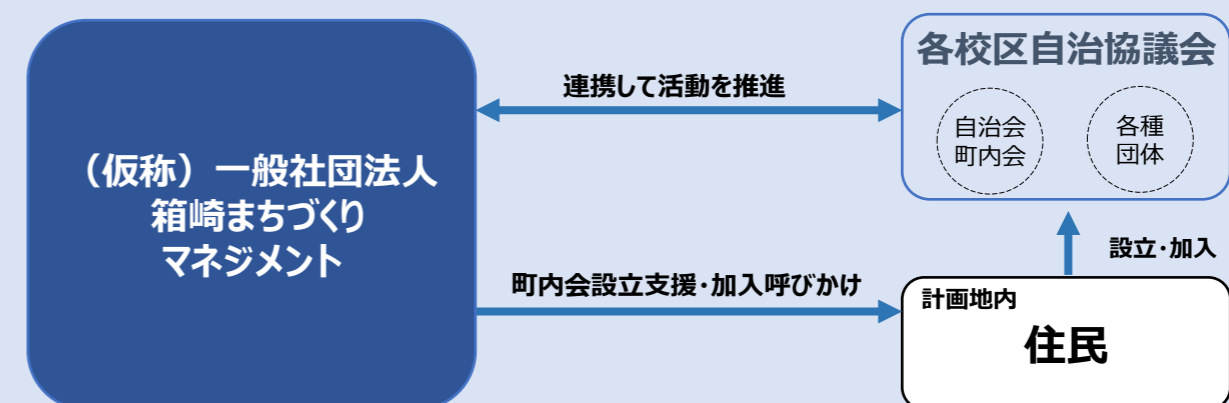 (仮称)一般社団法人
箱崎まちづくり
マネジメント
連携して活動を推進
各校区自治協議会
自治会
町内会
各種
団体
設立・加入
町内会設立支援・加入呼びかけ
計画地内
住民